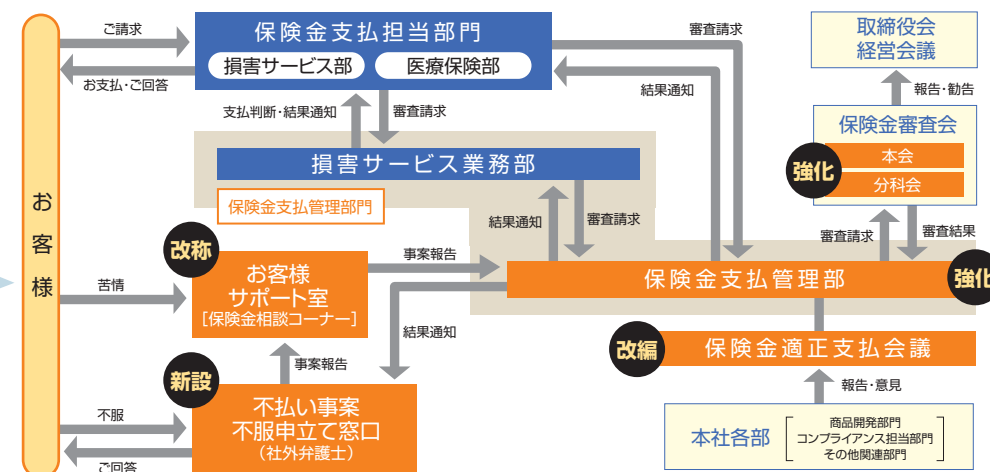 お客様
ご請求
お支払・ご回答
保険金支払担当部門
損害サービス部
医療保険部
審査請求
結果通知
取締役会
経営会議
報告・勧告
保険金審査会
強化
本会
分科会
支払判断・結果通知
審査請求
損害サービス業務部
保険金支払管理部門
結果通知
審査請求
審査請求
審査結果
改称
お客様
サポート室
[保険金相談コーナー]
苦情
事案報告
保険金支払管理部
強化
結果通知
改編
保険金適正支払会議
事案報告
新設
不払い事案
不服申立て窓口
(社外弁護士)
不服
ご回答
報告・意見
本社各部
商品開発部門
コンプライアンス担当部門
その他関連部門